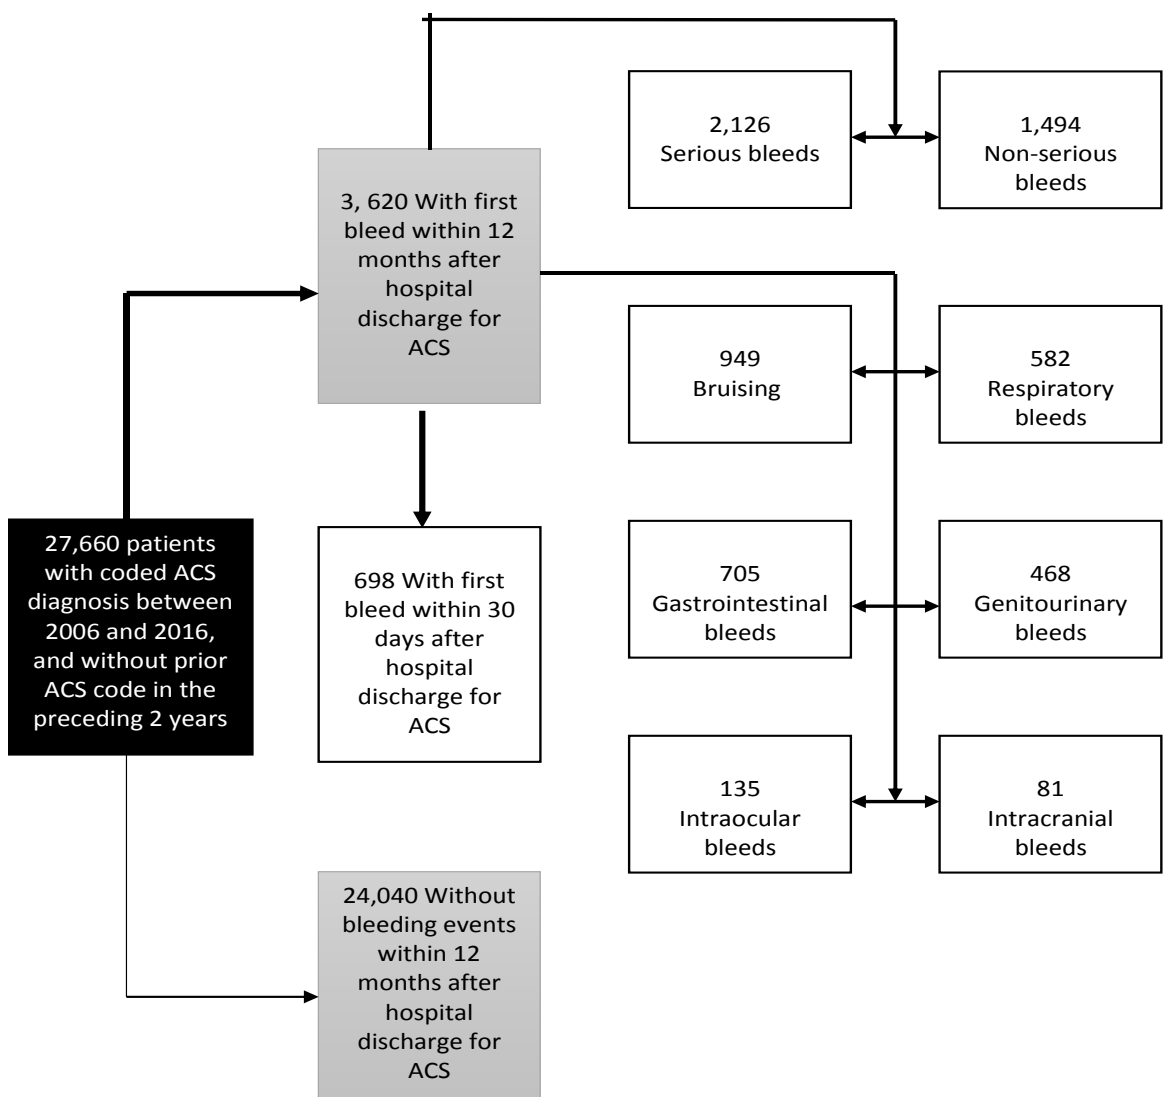 2,126
Serious bleeds
1,494
Non-serious
bleeds
3, 620 With first
bleed within 12
months after
hospital
discharge for
ACS
949
Bruising
582
Respiratory
bleeds
27,660 patients
with coded ACS
diagnosis between
2006 and 2016,
and without prior
ACS code in the
preceding 2 years
698 With first
bleed within 30
days after
hospital
discharge for
ACS
705
Gastrointestinal
bleeds
468
Genitourinary
bleeds
135
Intraocular
bleeds
81
Intracranial
bleeds
24,040 Without
bleeding events
within 12
months after
hospital
discharge for
ACS